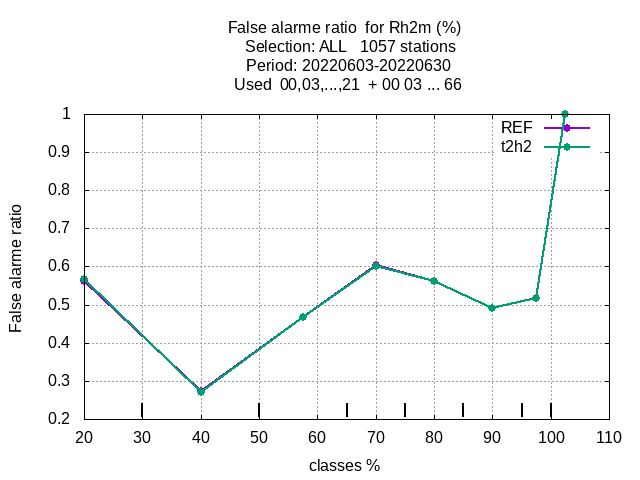 False alarme ratio  for Rh2m (%)
Selection: ALL   1057 stations
Period: 20220603-20220630
Used  00,03,...,21  + 00 03 ... 66
REF
t2h2
False alarme ratio
1
0.9
0.8
0.7
0.6
0.5
0.4
0.3
0.2
20 30 40 50 60 70 80 90 100 110
classes %